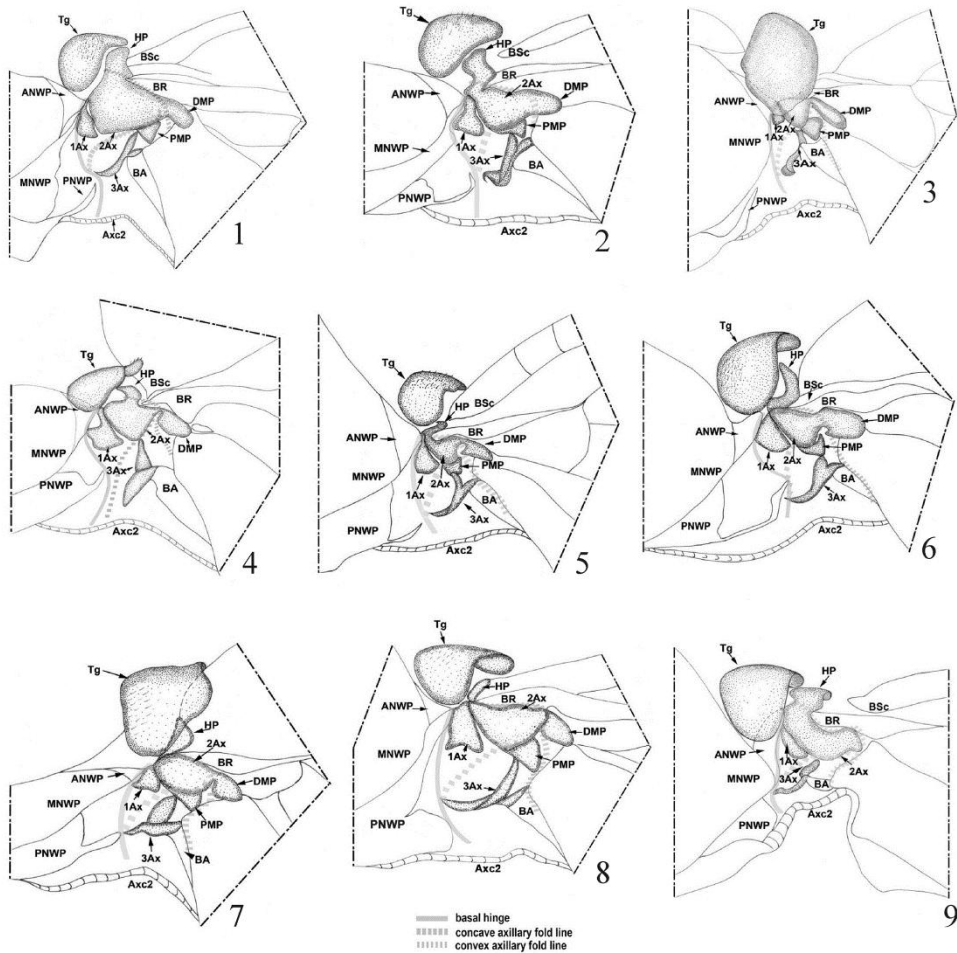 Tg
HP
BSc
ANWP
BR
2Ax
DMP
1Ax
PMP
MNWP
PNWP
3Ax
BA
Axc2
1
Tg
HP
BSc
ANWP
BR
2Ax
DMP
PMP
MNWP
1Ax
3Ax
BA
PNWP
Axc2
2
Tg
ANWP
BR
DMP
MNWP
1Ax
2Ax
PMP
BA
3Ax
PNWP
Axc2
3
Tg
HP
BSc
ANWP
BR
2Ax
DMP
1Ax
MNWP
3Ax
PNWP
BA
Axc2
4
Tg
HP
BSc
ANWP
BR
DMP
MNWP
1Ax
2Ax
PMP
BA
3Ax
PNWP
Axc2
5
Tg
HP
BSc
ANWP
BR
DMP
1Ax
2Ax
PMP
MNWP
BA
3Ax
PNWP
Axc2
6
Tg
HP
2Ax
ANWP
BR
DMP
1Ax
MNWP
PMP
PNWP
3Ax
BA
Axc2
7
Tg
HP
BR
2Ax
ANWP
DMP
MNWP
1Ax
PMP
3Ax
BA
PNWP
Axc2
8
Tg
HP
BSc
BR
ANWP
1Ax
2Ax
MNWP
3Ax
BA
Axc2
PNWP
9
basal hinge
concave axillary fold line
convex axillary fold line